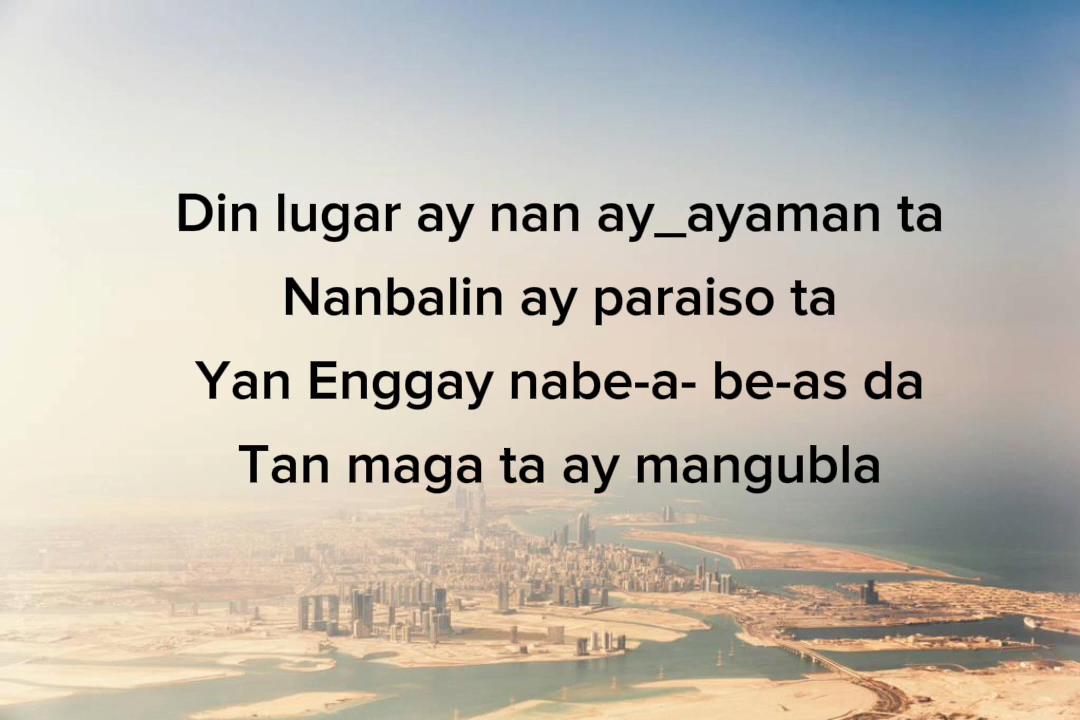 Din lugar ay nan ay_ayaman ta
Nanbalin ay paraiso ta
Yan Enggay nabe-a- be-as da
Tan maga ta ay mangubla